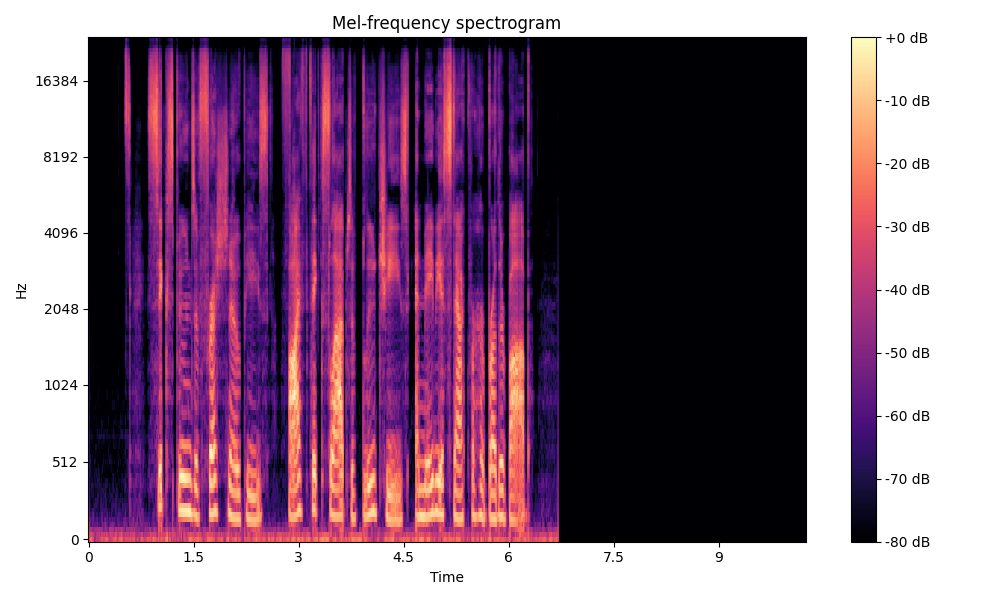 Mel-frequency spectrogram
Hz
16384
8192
4096
2048
1024
512
0
0 1.5 3 4.5 6 7.5 9
Time
+0 dB
-10 dB
-20 dB
-30 dB
-40 dB
-50 dB
-60 dB
-70 dB
-80 dB